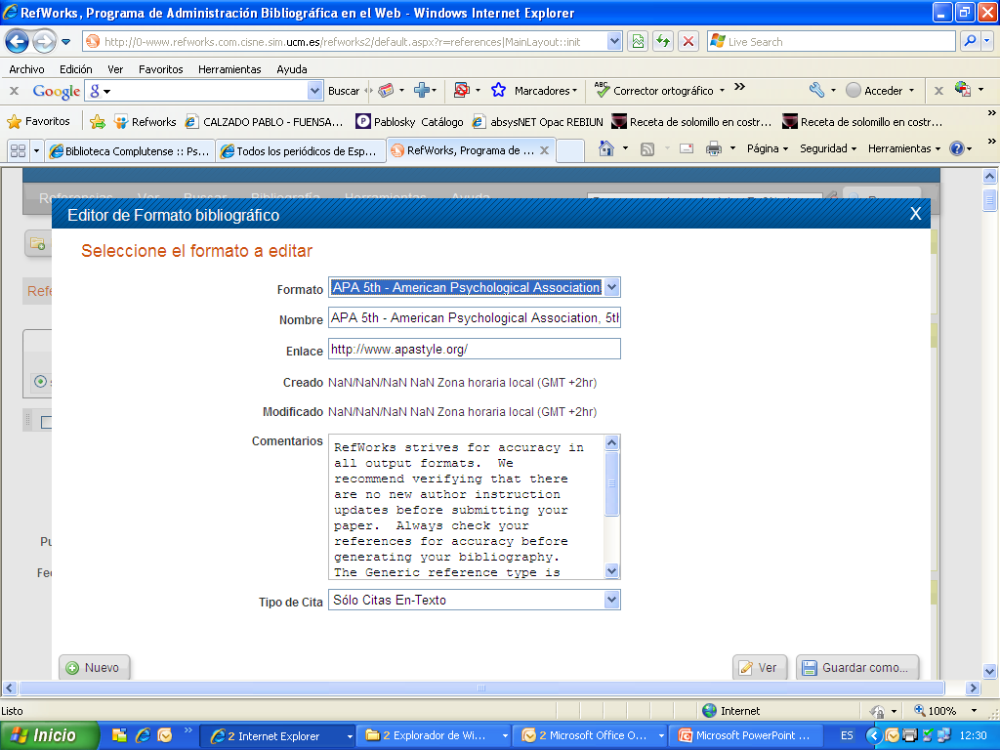 RefWorks, Programa de Administración Bibliográfica en el Web - Windows Internet Explorer
http://0-www.refworks.com.cisne.sim.ucm.es/refworks2/default.aspx?r=references|MainLayout::init
Live Search
Archivo Edición Ver Favoritos Herramientas Ayuda
x Google Buscar Marcadores Corrector ortográfico » Acceder x
Favoritos Refworks CALZADO PABLO - FUENSA... Pablosky Catálogo absysNET Opac REBIUN Receta de solomillo en costr... Receta de solomillo en costr... »
Biblioteca Complutense :: Ps... Todos los periódicos de Esp... RefWorks, Programa de ... X Página Seguridad Herramientas »
Referencias Ver Buscar Bibliografía Herramientas Ayuda
Editor de Formato bibliográfico X
Seleccione el formato a editar
Refe
Formato APA 5th - American Psychological Association
Nombre APA 5th - American Psychological Association, 5th
Enlace http://www.apastyle.org/
Creado NaN/NaN/NaN NaN Zona horaria local (GMT +2hr)
Modificado NaN/NaN/NaN NaN Zona horaria local (GMT +2hr)
Comentarios RefWorks strives for accuracy in
all output formats. We
recommend verifying that there
are no new author instruction
updates before submitting your
paper. Always check your
references for accuracy before
generating your bibliography.
The Generic reference type is
Pu
Fec
Tipo de Cita Sólo Citas En-Texto
Nuevo Ver Guardar como...
Listo Internet 100%
Inicio » 2 Internet Explorer 2 Explorador de Wi... 2 Microsoft Office O... Microsoft PowerPoint ... ES 12:30